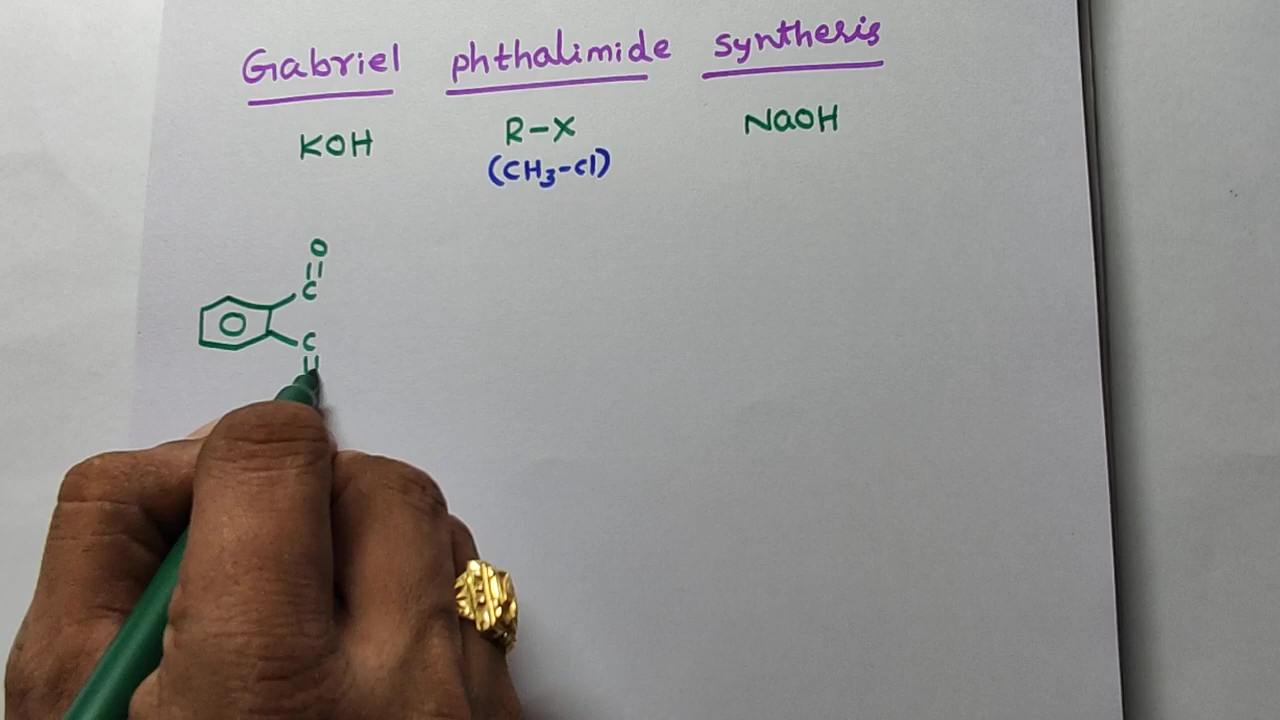 Gabriel phthalimide synthesis
KOH R-X NaOH
(CH3-Cl)
O
C
C